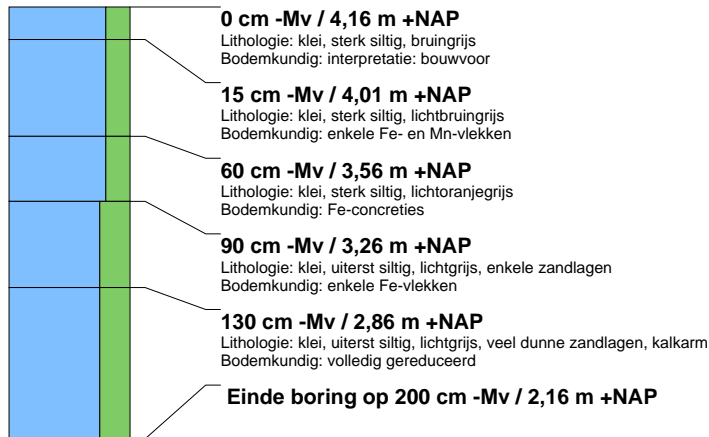 0 cm -Mv / 4,16 m +NAP
Lithologie: klei, sterk siltig, bruingrijs
Bodemkundig: interpretatie: bouwvoor
15 cm -Mv / 4,01 m +NAP
Lithologie: klei, sterk siltig, lichtbruingrijs
Bodemkundig: enkele Fe- en Mn-vlekken
60 cm -Mv / 3,56 m +NAP
Lithologie: klei, sterk siltig, lichtoranjegrijs
Bodemkundig: Fe-concreties
90 cm -Mv / 3,26 m +NAP
Lithologie: klei, uiterst siltig, lichtgrijs, enkele zandlagen
Bodemkundig: enkele Fe-vlekken
130 cm -Mv / 2,86 m +NAP
Lithologie: klei, uiterst siltig, lichtgrijs, veel dunne zandlagen, kalkarm
Bodemkundig: volledig gereduceerd
Einde boring op 200 cm -Mv / 2,16 m +NAP